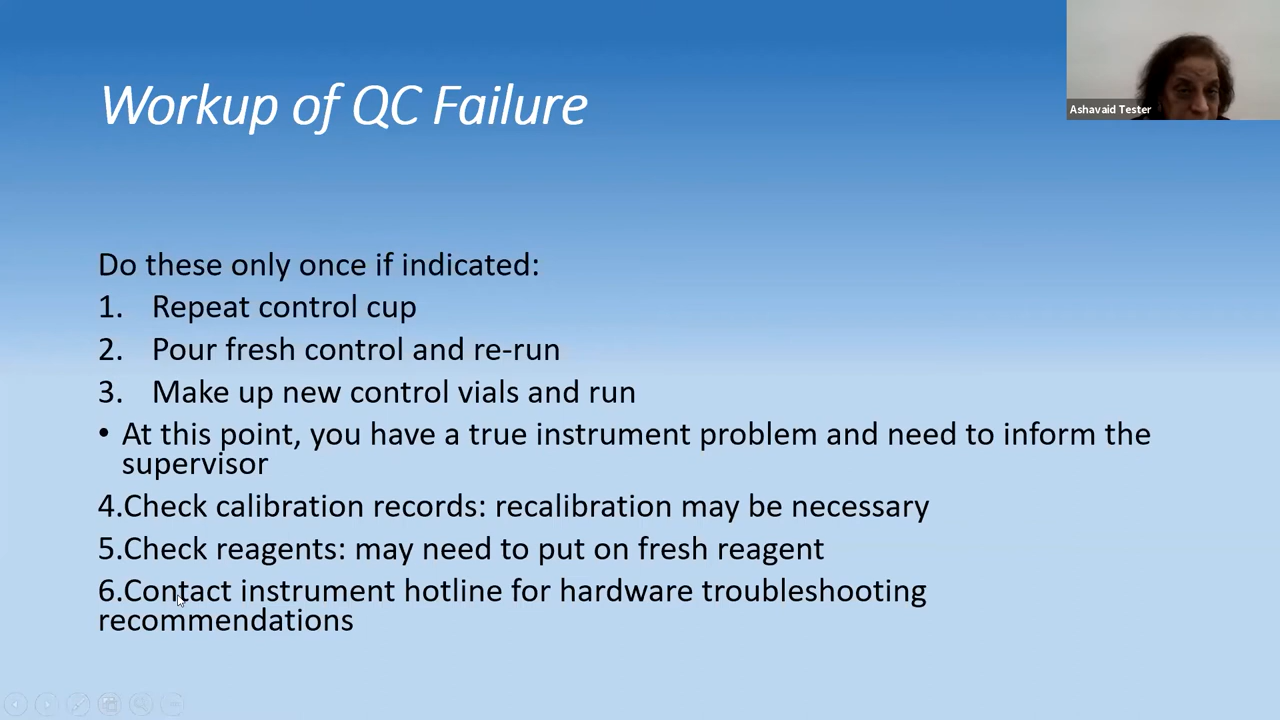 Workup of QC Failure
Ashavaid Tester
Do these only once if indicated:
1. Repeat control cup
2. Pour fresh control and re-run
3. Make up new control vials and run
• At this point, you have a true instrument problem and need to inform the
supervisor
4.Check calibration records: recalibration may be necessary
5.Check reagents: may need to put on fresh reagent
6.Contact instrument hotline for hardware troubleshooting
recommendations